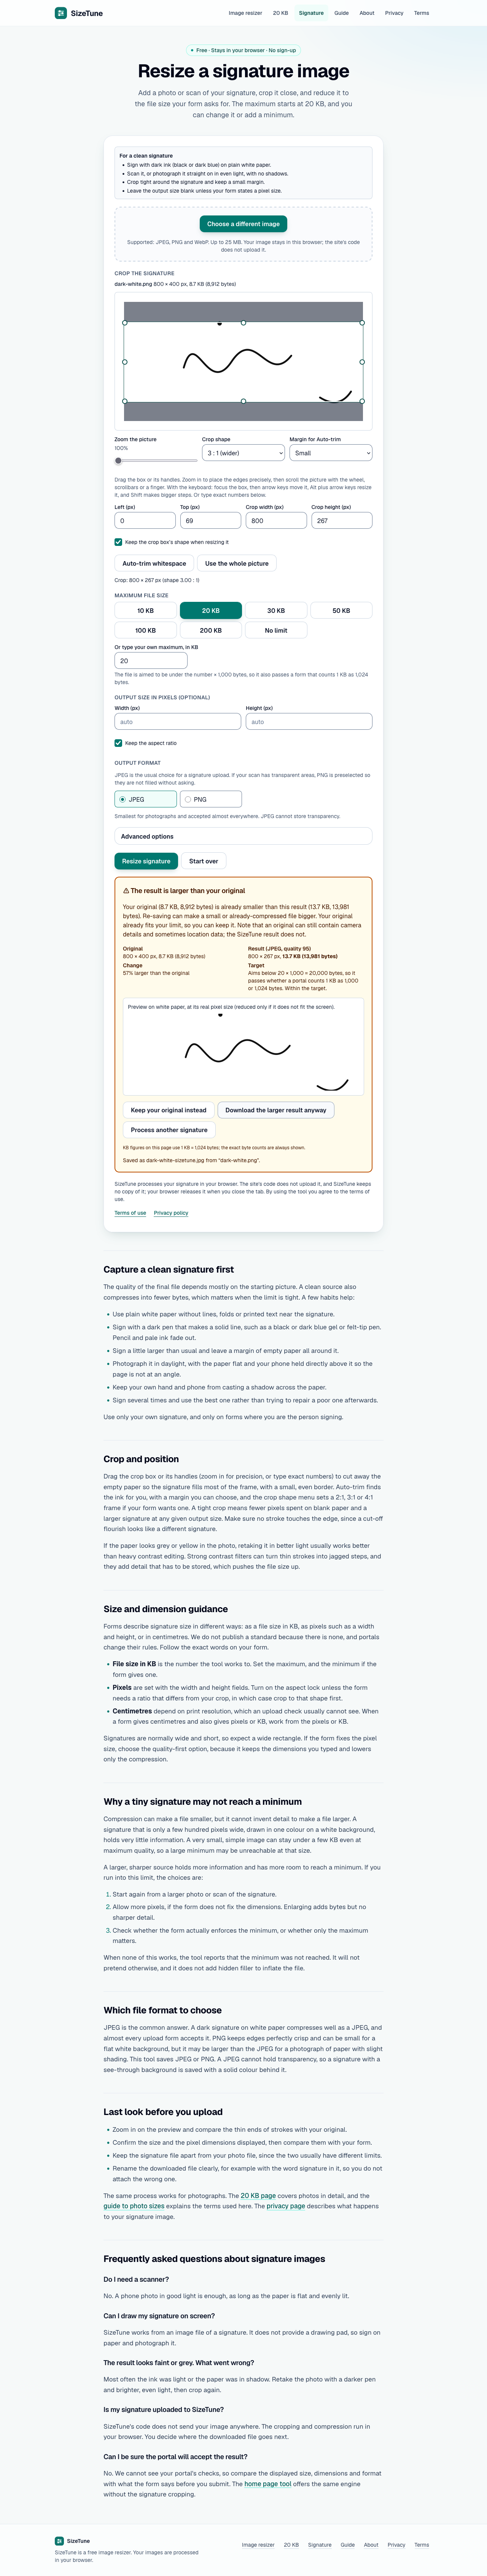 SizeTune
Image resizer 20 KB Signature Guide About Privacy Terms
Free · Stays in your browser · No sign-up
Resize a signature image
Add a photo or scan of your signature, crop it close, and reduce it to
the file size your form asks for. The maximum starts at 20 KB, and you
can change it or add a minimum.
For a clean signature
Sign with dark ink (black or dark blue) on plain white paper.
Scan it, or photograph it straight on in even light, with no shadows.
Crop tight around the signature and keep a small margin.
Leave the output size blank unless your form states a pixel size.
Choose a different image
Supported: JPEG, PNG and WebP. Up to 25 MB. Your image stays in this browser; the site's code
does not upload it.
CROP THE SIGNATURE
dark-white.png 800 × 400 px, 8.7 KB (8,912 bytes)
Zoom the picture
100%
Crop shape
3 : 1 (wider)
Margin for Auto-trim
Small
Drag the box or its handles. Zoom in to place the edges precisely, then scroll the picture with the wheel,
scrollbars or a finger. With the keyboard: focus the box, then arrow keys move it, Alt plus arrow keys resize
it, and Shift makes bigger steps. Or type exact numbers below.
Left (px) Top (px) Crop width (px) Crop height (px)
0 69 800 267
Keep the crop box's shape when resizing it
Auto-trim whitespace Use the whole picture
Crop: 800 × 267 px (shape 3.00 : 1)
MAXIMUM FILE SIZE
10 KB 20 KB 30 KB 50 KB
100 KB 200 KB No limit
Or type your own maximum, in KB
20
The file is aimed to be under the number × 1,000 bytes, so it also passes a form that counts 1 KB as 1,024
bytes.
OUTPUT SIZE IN PIXELS (OPTIONAL)
Width (px) Height (px)
auto auto
Keep the aspect ratio
OUTPUT FORMAT
JPEG is the usual choice for a signature upload. If your scan has transparent areas, PNG is preselected so
they are not filled without asking.
JPEG PNG
Smallest for photographs and accepted almost everywhere. JPEG cannot store transparency.
Advanced options
Resize signature Start over
The result is larger than your original
Your original (8.7 KB, 8,912 bytes) is already smaller than this result (13.7 KB, 13,981
bytes). Re-saving can make a small or already-compressed file bigger. Your original
already fits your limit, so you can keep it. Note that an original can still contain camera
details and sometimes location data; the SizeTune result does not.
Original
800 × 400 px, 8.7 KB (8,912 bytes)
Result (JPEG, quality 95)
800 × 267 px, 13.7 KB (13,981 bytes)
Change
57% larger than the original
Target
Aims below 20 × 1,000 = 20,000 bytes, so it
passes whether a portal counts 1 KB as 1,000
or 1,024 bytes. Within the target.
Preview on white paper, at its real pixel size (reduced only if it does not fit the screen).
Keep your original instead Download the larger result anyway
Process another signature
KB figures on this page use 1 KB = 1,024 bytes; the exact byte counts are always shown.
Saved as dark-white-sizetune.jpg from "dark-white.png".
SizeTune processes your signature in your browser. The site's code does not upload it, and SizeTune keeps
no copy of it; your browser releases it when you close the tab. By using the tool you agree to the terms of
use.
Terms of use Privacy policy
Capture a clean signature first
The quality of the final file depends mostly on the starting picture. A clean source also
compresses into fewer bytes, which matters when the limit is tight. A few habits help:
Use plain white paper without lines, folds or printed text near the signature.
Sign with a dark pen that makes a solid line, such as a black or dark blue gel or felt-tip pen.
Pencil and pale ink fade out.
Sign a little larger than usual and leave a margin of empty paper all around it.
Photograph it in daylight, with the paper flat and your phone held directly above it so the
page is not at an angle.
Keep your own hand and phone from casting a shadow across the paper.
Sign several times and use the best one rather than trying to repair a poor one afterwards.
Use only your own signature, and only on forms where you are the person signing.
Crop and position
Drag the crop box or its handles (zoom in for precision, or type exact numbers) to cut away the
empty paper so the signature fills most of the frame, with a small, even border. Auto-trim finds
the ink for you, with a margin you can choose, and the crop shape menu sets a 2:1, 3:1 or 4:1
frame if your form wants one. A tight crop means fewer pixels spent on blank paper and a
larger signature at any given output size. Make sure no stroke touches the edge, since a cut-off
flourish looks like a different signature.
If the paper looks grey or yellow in the photo, retaking it in better light usually works better
than heavy contrast editing. Strong contrast filters can turn thin strokes into jagged steps, and
they add detail that has to be stored, which pushes the file size up.
Size and dimension guidance
Forms describe signature size in different ways: as a file size in KB, as pixels such as a width
and height, or in centimetres. We do not publish a standard because there is none, and portals
change their rules. Follow the exact words on your form.
File size in KB is the number the tool works to. Set the maximum, and the minimum if the
form gives one.
Pixels are set with the width and height fields. Turn on the aspect lock unless the form
needs a ratio that differs from your crop, in which case crop to that shape first.
Centimetres depend on print resolution, which an upload check usually cannot see. When
a form gives centimetres and also gives pixels or KB, work from the pixels or KB.
Signatures are normally wide and short, so expect a wide rectangle. If the form fixes the pixel
size, choose the quality-first option, because it keeps the dimensions you typed and lowers
only the compression.
Why a tiny signature may not reach a minimum
Compression can make a file smaller, but it cannot invent detail to make a file larger. A
signature that is only a few hundred pixels wide, drawn in one colour on a white background,
holds very little information. A very small, simple image can stay under a few KB even at
maximum quality, so a large minimum may be unreachable at that size.
A larger, sharper source holds more information and has more room to reach a minimum. If you
run into this limit, the choices are:
1. Start again from a larger photo or scan of the signature.
2. Allow more pixels, if the form does not fix the dimensions. Enlarging adds bytes but no
sharper detail.
3. Check whether the form actually enforces the minimum, or whether only the maximum
matters.
When none of this works, the tool reports that the minimum was not reached. It will not
pretend otherwise, and it does not add hidden filler to inflate the file.
Which file format to choose
JPEG is the common answer. A dark signature on white paper compresses well as a JPEG, and
almost every upload form accepts it. PNG keeps edges perfectly crisp and can be small for a
flat white background, but it may be larger than the JPEG for a photograph of paper with slight
shading. This tool saves JPEG or PNG. A JPEG cannot hold transparency, so a signature with a
see-through background is saved with a solid colour behind it.
Last look before you upload
Zoom in on the preview and compare the thin ends of strokes with your original.
Confirm the size and the pixel dimensions displayed, then compare them with your form.
Keep the signature file apart from your photo file, since the two usually have different limits.
Rename the downloaded file clearly, for example with the word signature in it, so you do not
attach the wrong one.
The same process works for photographs. The 20 KB page covers photos in detail, and the
guide to photo sizes explains the terms used here. The privacy page describes what happens
to your signature image.
Frequently asked questions about signature images
Do I need a scanner?
No. A phone photo in good light is enough, as long as the paper is flat and evenly lit.
Can I draw my signature on screen?
SizeTune works from an image file of a signature. It does not provide a drawing pad, so sign on
paper and photograph it.
The result looks faint or grey. What went wrong?
Most often the ink was light or the paper was in shadow. Retake the photo with a darker pen
and brighter, even light, then crop again.
Is my signature uploaded to SizeTune?
SizeTune's code does not send your image anywhere. The cropping and compression run in
your browser. You decide where the downloaded file goes next.
Can I be sure the portal will accept the result?
No. We cannot see your portal's checks, so compare the displayed size, dimensions and format
with what the form says before you submit. The home page tool offers the same engine
without the signature cropping.
SizeTune
SizeTune is a free image resizer. Your images are processed
in your browser.
Image resizer 20 KB Signature Guide About Privacy Terms